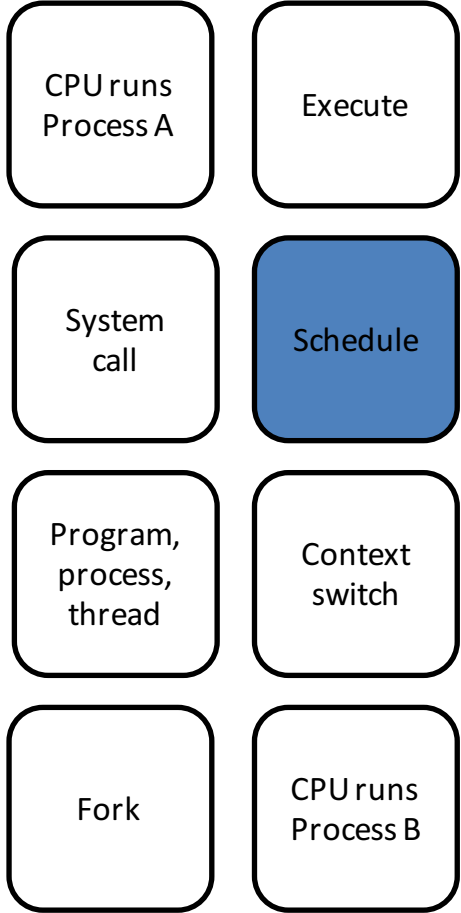 CPU runs
Process A
Execute
System
call
Schedule
Program,
process,
thread
Context
switch
Fork
CPU runs
Process B